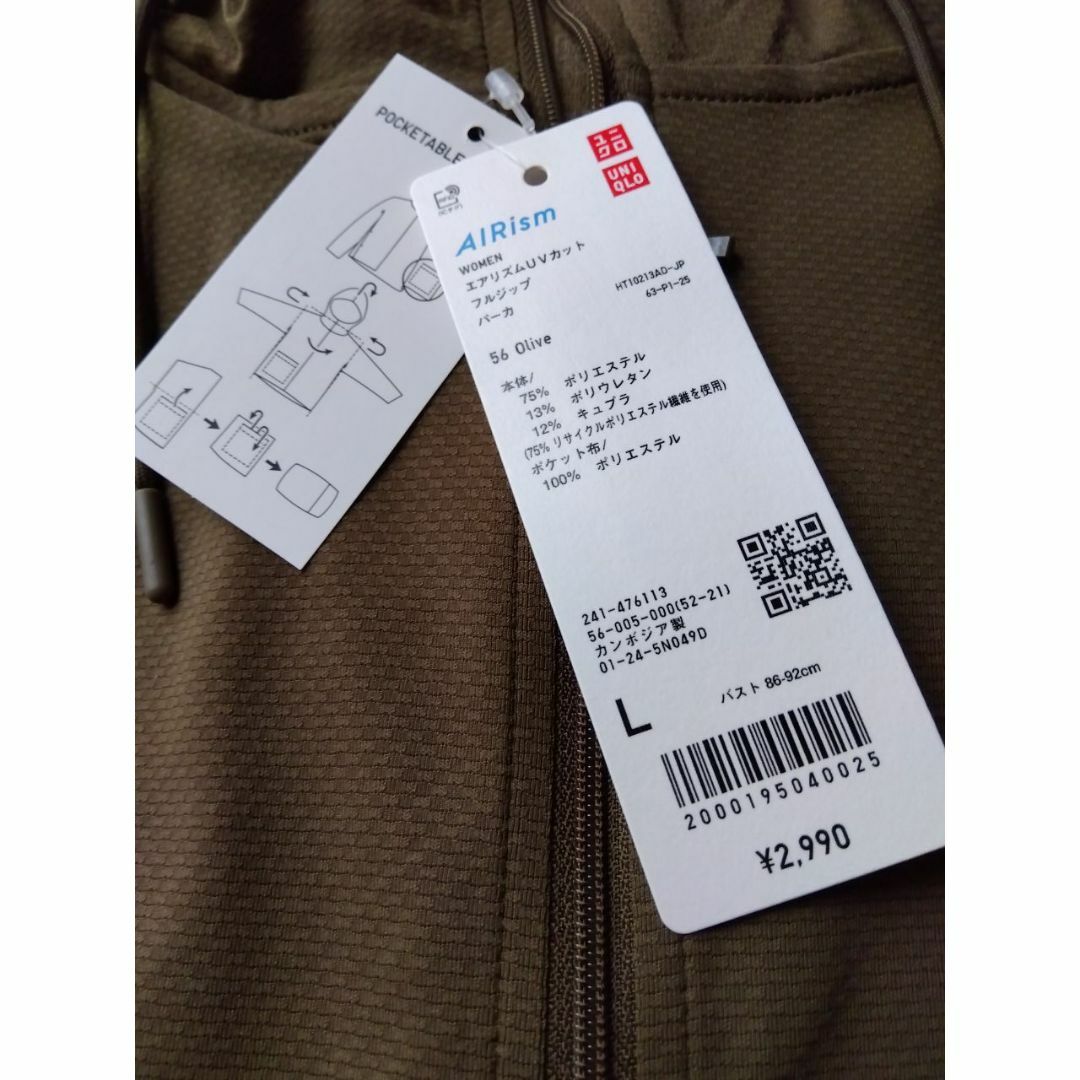 POCKETABLE
ユニ
クロ
UNI
QLO
AIRism
WOMEN
エアリズムUVカット
フルジップ
パーカ
HT10213AD-JP
63-P1-25
56 Olive
本体/
75% ポリエステル
13% ポリウレタン
12% キュプラ
(75% リサイクルポリエステル繊維を使用)
ポケット布/
100% ポリエステル
241-476113
56-005-000(52-21)
カンボジア製
01-24-5N049D
L
バスト 86-92cm
2000195040025
¥2,990